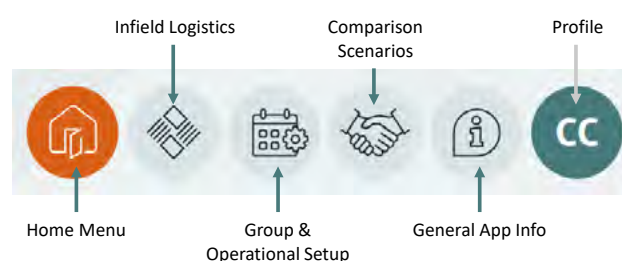 Infield Logistics
Comparison
Scenarios
Profile
CC
Home Menu
Group &
Operational Setup
General App Info